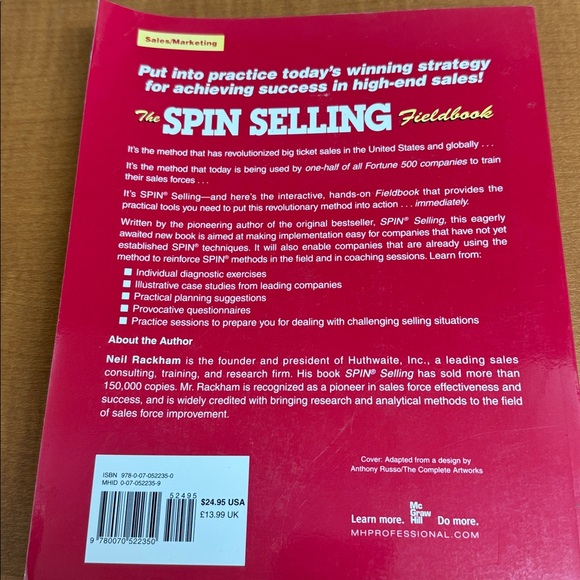 Sales/Marketing
Put into practice today's winning strategy
for achieving success in high-end sales!
The SPIN SELLING Fieldbook
It's the method that has revolutionized big ticket sales in the United States and globally . . .
It's the method that today is being used by one-half of all Fortune 500 companies to train
their sales forces . . .
It's SPIN® Selling—and here's the interactive, hands-on Fieldbook that provides the
practical tools you need to put this revolutionary method into action . . . immediately.
Written by the pioneering author of the original bestseller, SPIN® Selling, this eagerly
awaited new book is aimed at making implementation easy for companies that have not yet
established SPIN® techniques. It will also enable companies that are already using the
method to reinforce SPIN® methods in the field and in coaching sessions. Learn from:
■ Individual diagnostic exercises
■ Illustrative case studies from leading companies
■ Practical planning suggestions
■ Provocative questionnaires
■ Practice sessions to prepare you for dealing with challenging selling situations
About the Author
Neil Rackham is the founder and president of Huthwaite, Inc., a leading sales
consulting, training, and research firm. His book SPIN® Selling has sold more than
150,000 copies. Mr. Rackham is recognized as a pioneer in sales force effectiveness and
success, and is widely credited with bringing research and analytical methods to the field
of sales force improvement.
Cover: Adapted from a design by
Anthony Russo/The Complete Artworks
ISBN 978-0-07-052235-0
MHID 0-07-052235-9
52495
$24.95 USA
£13.99 UK
9 780070 522350
Mc
Graw
Hill
Learn more. Do more.
MHPROFESSIONAL.COM